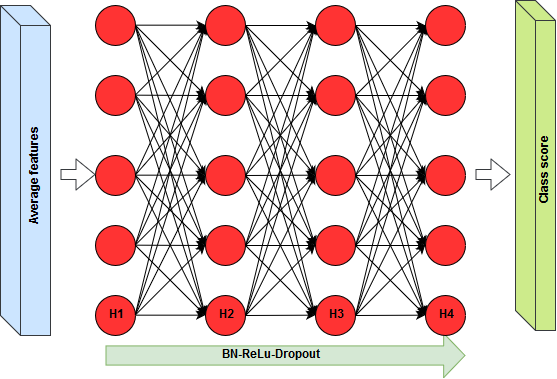 Average features
H1
H2
H3
H4
Class score
BN-ReLu-Dropout